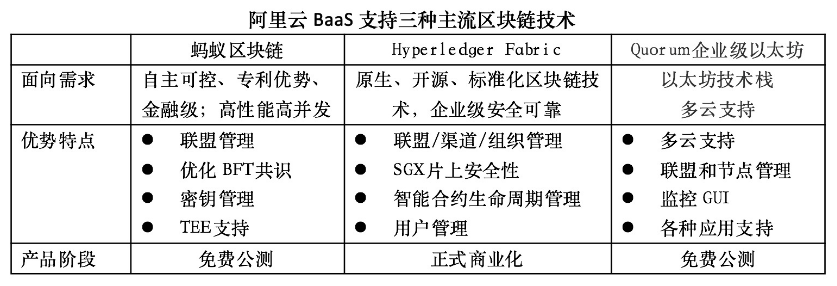 阿里云 BaaS 支持三种主流区块链技术
蚂蚁区块链 Hyperledger Fabric Quorum企业级以太坊
面向需求 自主可控、专利优势、 原生、开源、标准化区块链技 以太坊技术栈
金融级；高性能高并发 术，企业级安全可靠 多云支持
优势特点 ● 联盟管理 ● 联盟/渠道/组织管理 ● 多云支持
● 优化 BFT共识 ● SGX片上安全性 ● 联盟和节点管理
● 密钥管理 ● 智能合约生命周期管理 ● 监控 GUI
● TEE支持 ● 用户管理 ● 各种应用支持
产品阶段 免费公测 正式商业化 免费公测